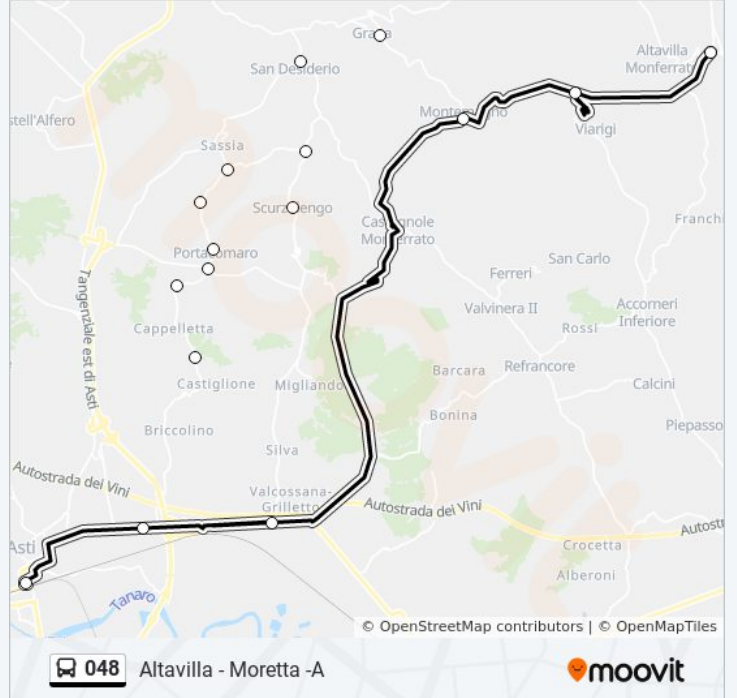 Grana
Altavilla
Monferrato
San Desiderio
stell'Alfero
Viarigi
Sassia
Scurzolengo
Castagnole
Monferrato
Franchi
Portacomaro
San Carlo
Ferreri
Tangenziale est di Asti
Valvinera II
Accorneri
Inferiore
Rossi
Cappelletta
Refrancore
Barcara
Castiglione
Migliandolo
Calcini
Bonina
Piepasso
Briccolino
Silva
Autostrada dei Vini
Valcossana-
Grilletto
Autostrada dei Vini
Autostr
Asti
Crocetta
Alberoni
Tanaro
© OpenStreetMap contributors | © OpenMapTiles
048 Altavilla - Moretta -A
moovit